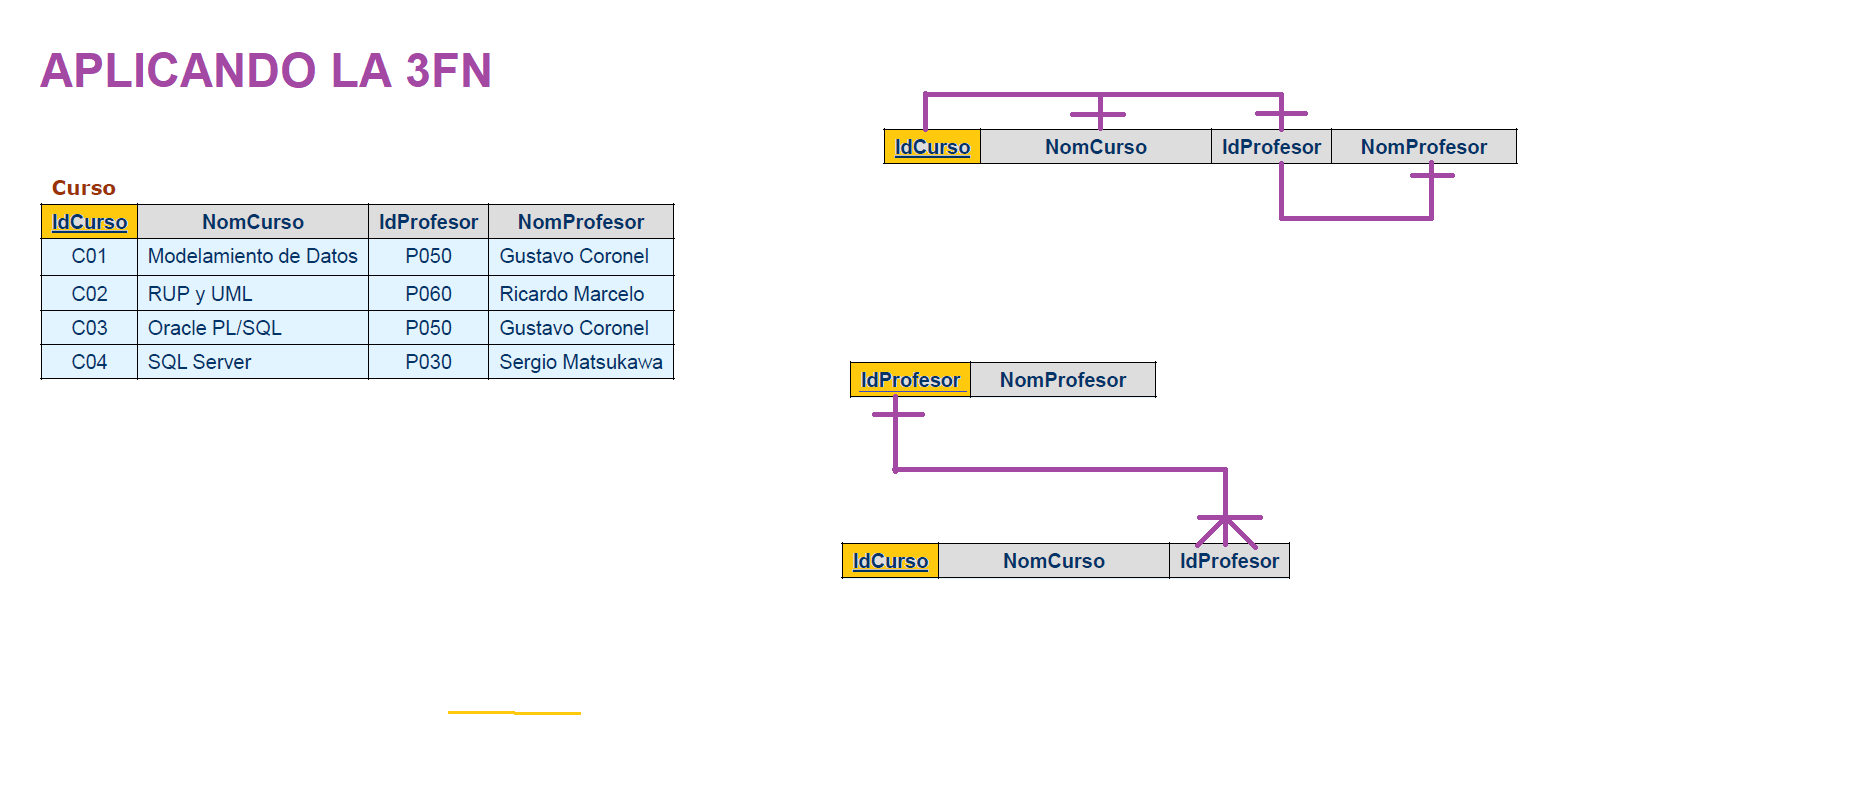 APLICANDO LA 3FN
Curso
IdCurso NomCurso IdProfesor NomProfesor
C01 Modelamiento de Datos P050 Gustavo Coronel
C02 RUP y UML P060 Ricardo Marcelo
C03 Oracle PL/SQL P050 Gustavo Coronel
C04 SQL Server P030 Sergio Matsukawa
IdCurso NomCurso IdProfesor NomProfesor
IdProfesor NomProfesor
IdCurso NomCurso IdProfesor